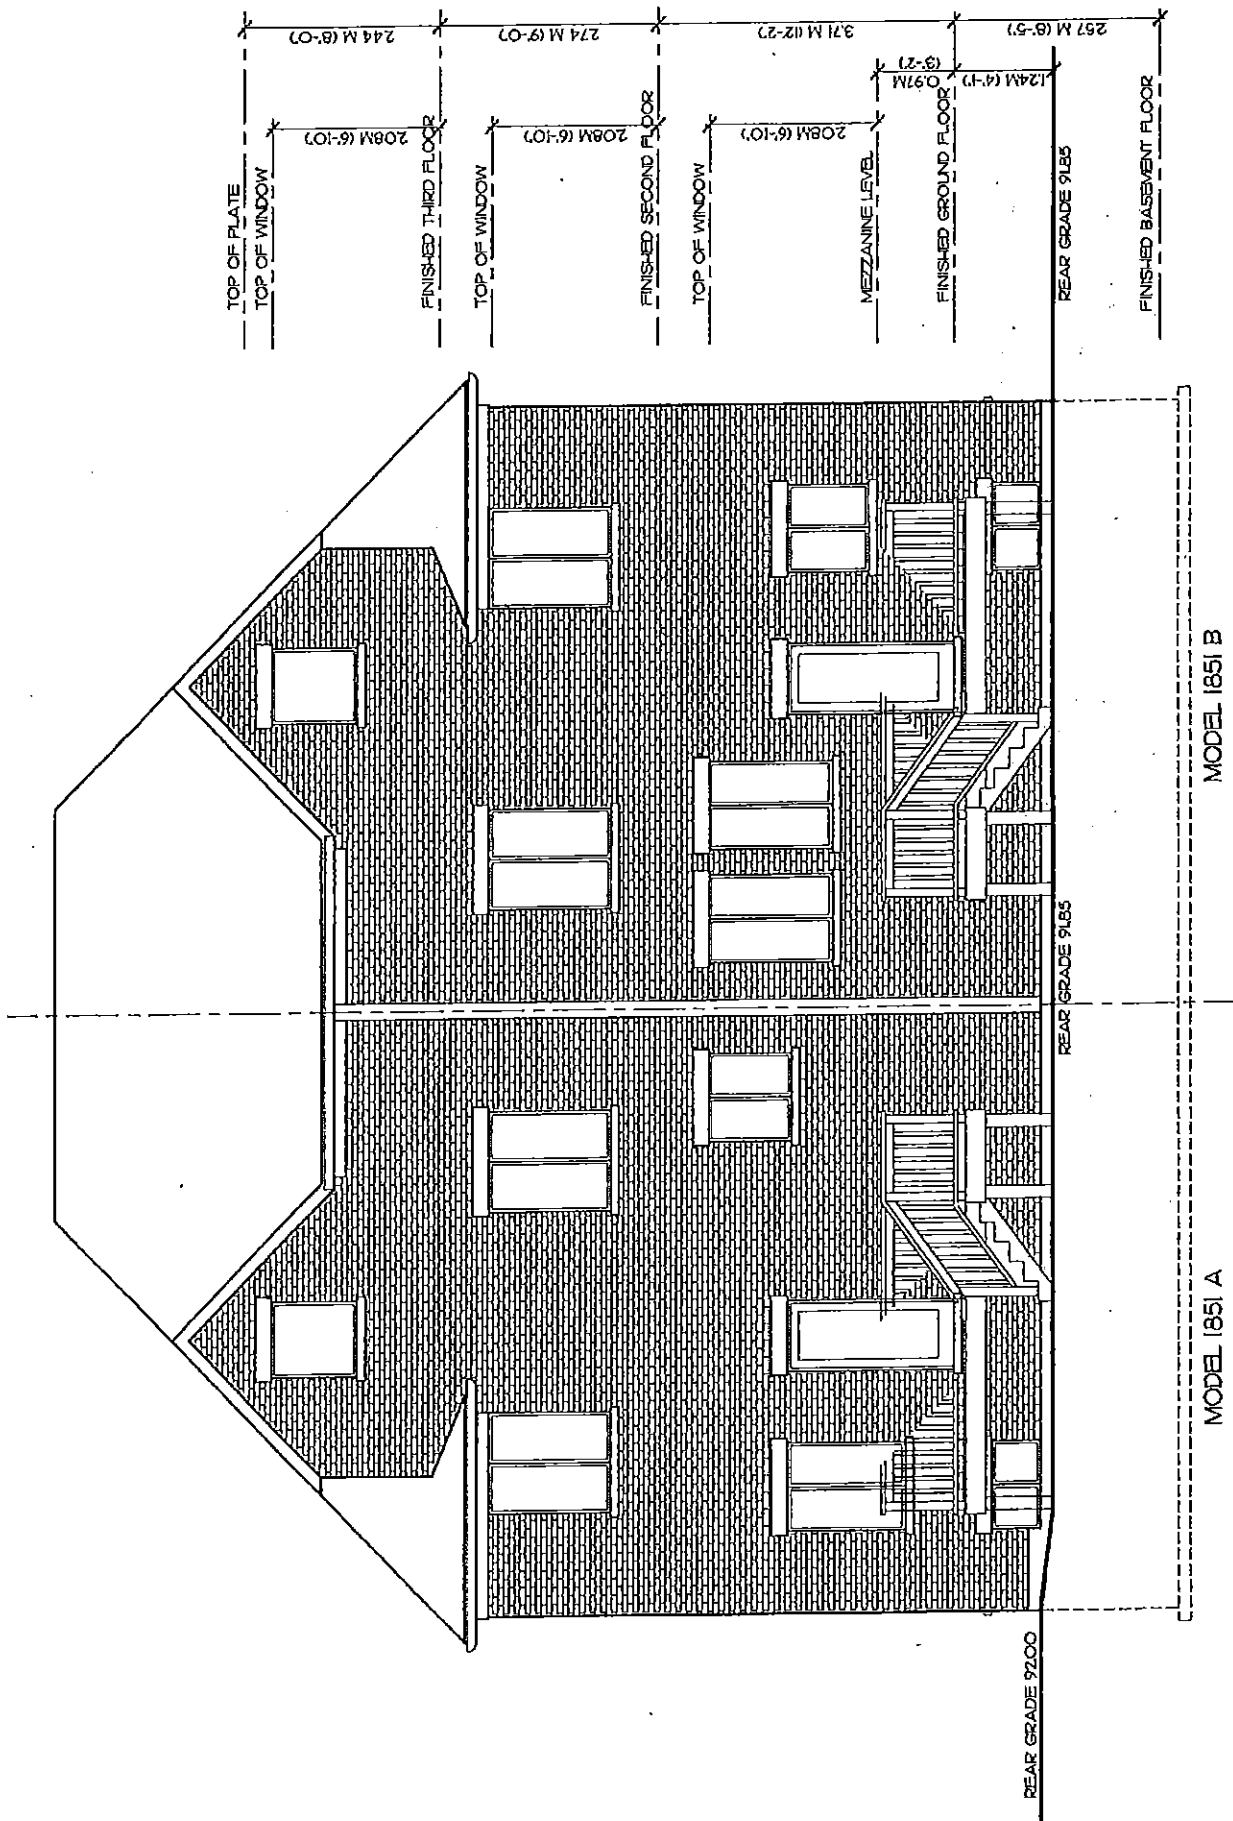 TOP OF PLATE
TOP OF WINDOW
FINISHED THIRD FLOOR
TOP OF WINDOW
FINISHED SECOND FLOOR
TOP OF WINDOW
MEZZANINE LEVEL
FINISHED GROUND FLOOR
REAR GRADE 91.85
FINISHED BASEMENT FLOOR
2.44 M (8'-0")
2.74 M (9'-0")
3.71 M (12'-2")
2.57 M (8'-5")
2.08M (6'-10")
2.08M (6'-10")
2.08M (6'-10")
0.97M
(3'-2")
1.24M (4'-1")
REAR GRADE 92.00
REAR GRADE 91.85
MODEL 1851 A
MODEL 1851 B